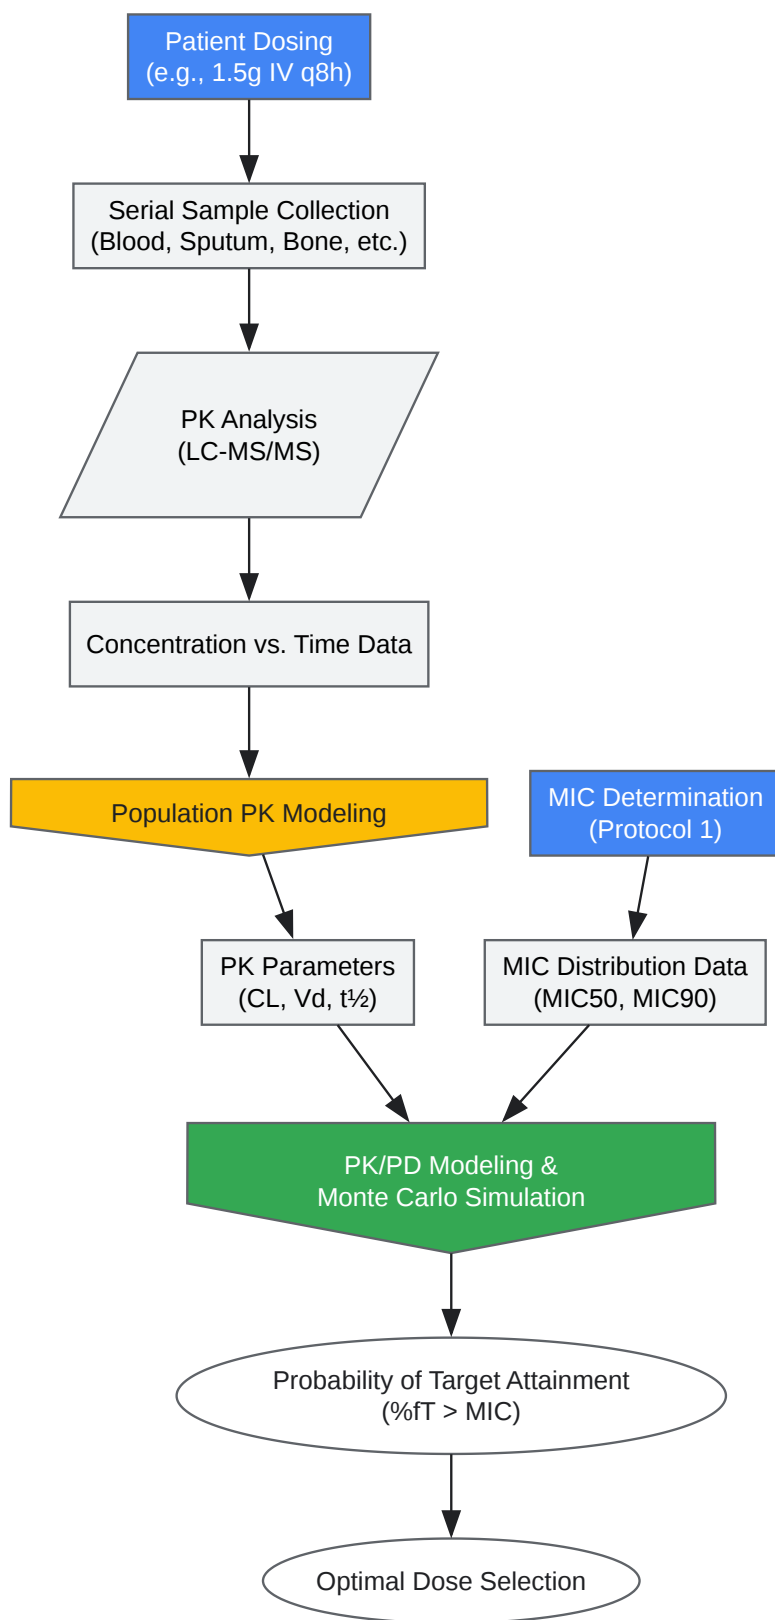 Patient Dosing
(e.g., 1.5g IV q8h)
Serial Sample Collection
(Blood, Sputum, Bone, etc.)
PK Analysis
(LC-MS/MS)
Concentration vs. Time Data
Population PK Modeling
MIC Determination
(Protocol 1)
PK Parameters
(CL, Vd, t½)
MIC Distribution Data
(MIC50, MIC90)
PK/PD Modeling &
Monte Carlo Simulation
Probability of Target Attainment
(%fT > MIC)
Optimal Dose Selection